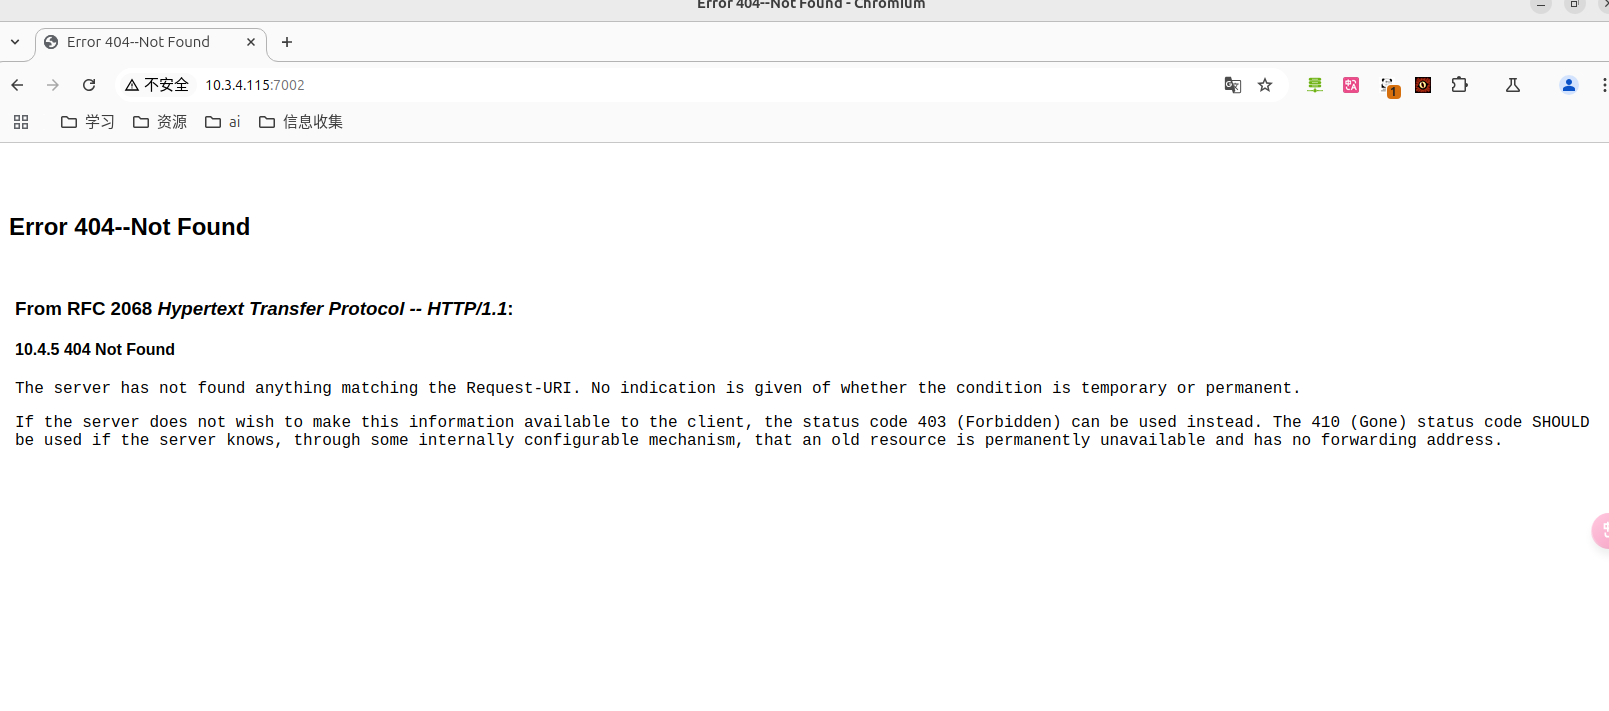 Error 404--Not Found - Chromium
Error 404--Not Found
不安全 10.3.4.115:7002
1
学习 资源 ai 信息收集
Error 404--Not Found
From RFC 2068 Hypertext Transfer Protocol -- HTTP/1.1:
10.4.5 404 Not Found
The server has not found anything matching the Request-URI. No indication is given of whether the condition is temporary or permanent.
If the server does not wish to make this information available to the client, the status code 403 (Forbidden) can be used instead. The 410 (Gone) status code SHOULD
be used if the server knows, through some internally configurable mechanism, that an old resource is permanently unavailable and has no forwarding address.